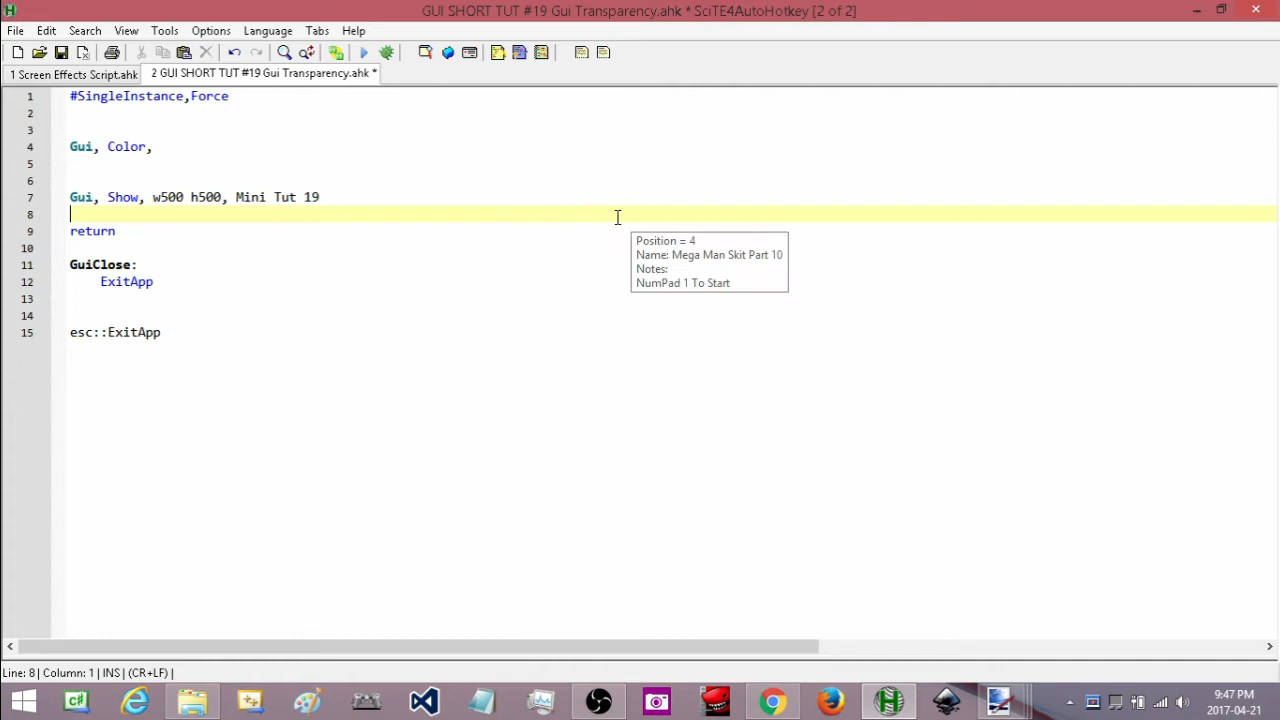 GUI SHORT TUT #19 Gui Transparency.ahk * SciTE4AutoHotkey [2 of 2]
File Edit Search View Tools Options Language Tabs Help
1 Screen Effects Script.ahk 2 GUI SHORT TUT #19 Gui Transparency.ahk *
1 #SingleInstance,Force
2
3
4 Gui, Color,
5
6
7 Gui, Show, w500 h500, Mini Tut 19
8
9 return
10
11 GuiClose:
12 ExitApp
13
14
15 esc::ExitApp
Position = 4
Name: Mega Man Skit Part 10
Notes:
NumPad 1 To Start
Line: 8 | Column: 1 | INS | (CR+LF) |
9:47 PM
2017-04-21